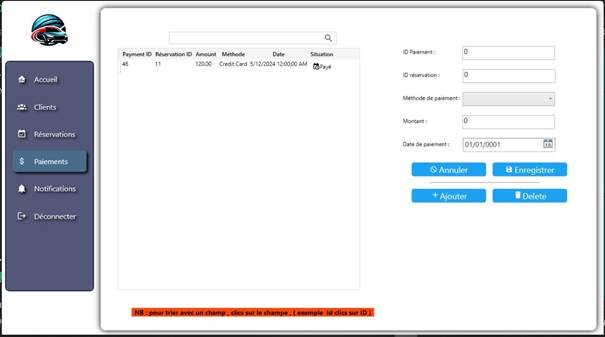 Accueil
Clients
Réservations
Paiements
Notifications
Déconnecter
Payment ID Réservation ID Amount Méthode Date Situation
46 11 120.00 Credit Card 5/12/2024 12:00:00 AM Payé
ID Paiement : 0
ID réservation : 0
Méthode de paiement :
Montant : 0
Date de paiement : 01/01/0001 15
Annuler Enregistrer
Ajouter Delete
NB : pour trier avec un champ , clics sur le champe , ( exemple Id clics sur ID )